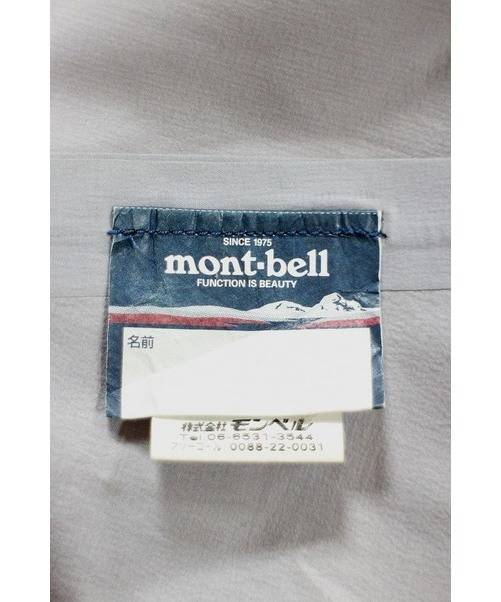 SINCE 1975
mont-bell
FUNCTION IS BEAUTY
名前
株式会社 モンベル
Tel 06-6531-3544
フリーコール 0088-22-0031